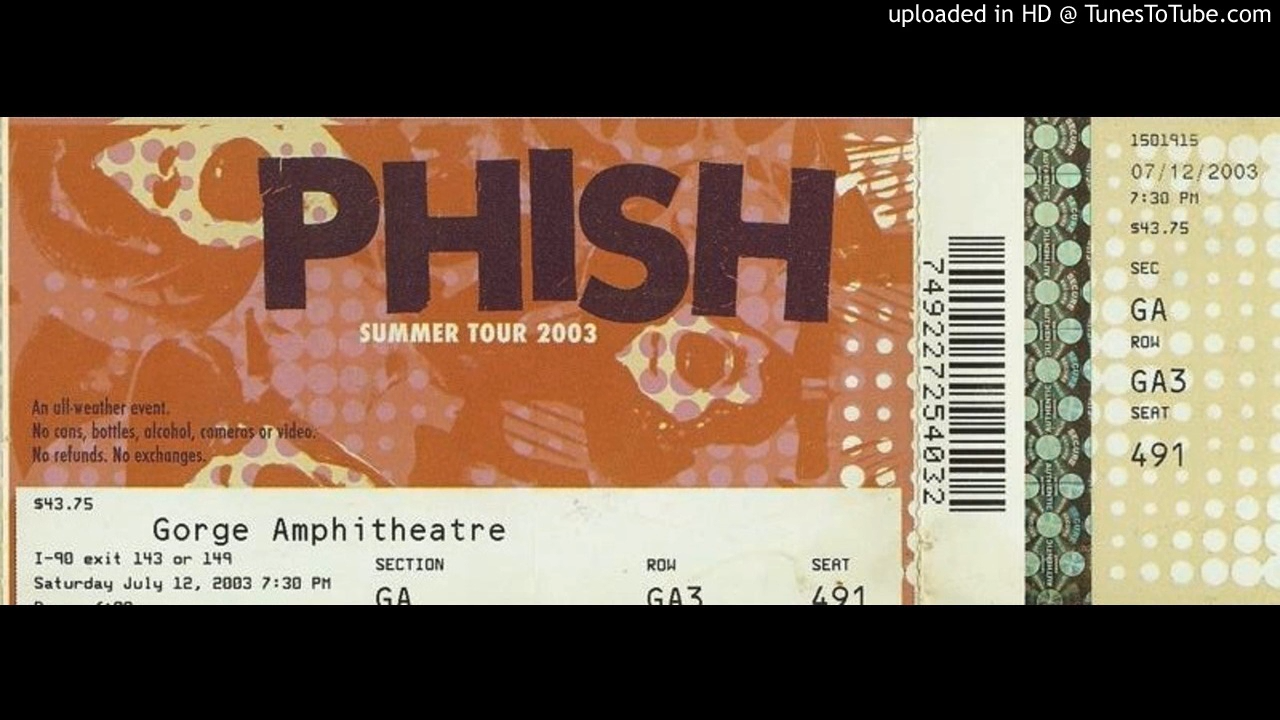 uploaded in HD @ TunesToTube.com
PHISH
SUMMER TOUR 2003
An all-weather event.
No cans, bottles, alcohol, cameras or video.
No refunds. No exchanges.
$43.75
Gorge Amphitheatre
I-90 exit 143 or 149
Saturday July 12, 2003 7:30 PM
SECTION
ROW
SEAT
GA
GA3
491
749227254032
1501915
07/12/2003
7:30 PM
$43.75
SEC
GA
ROW
GA3
SEAT
491